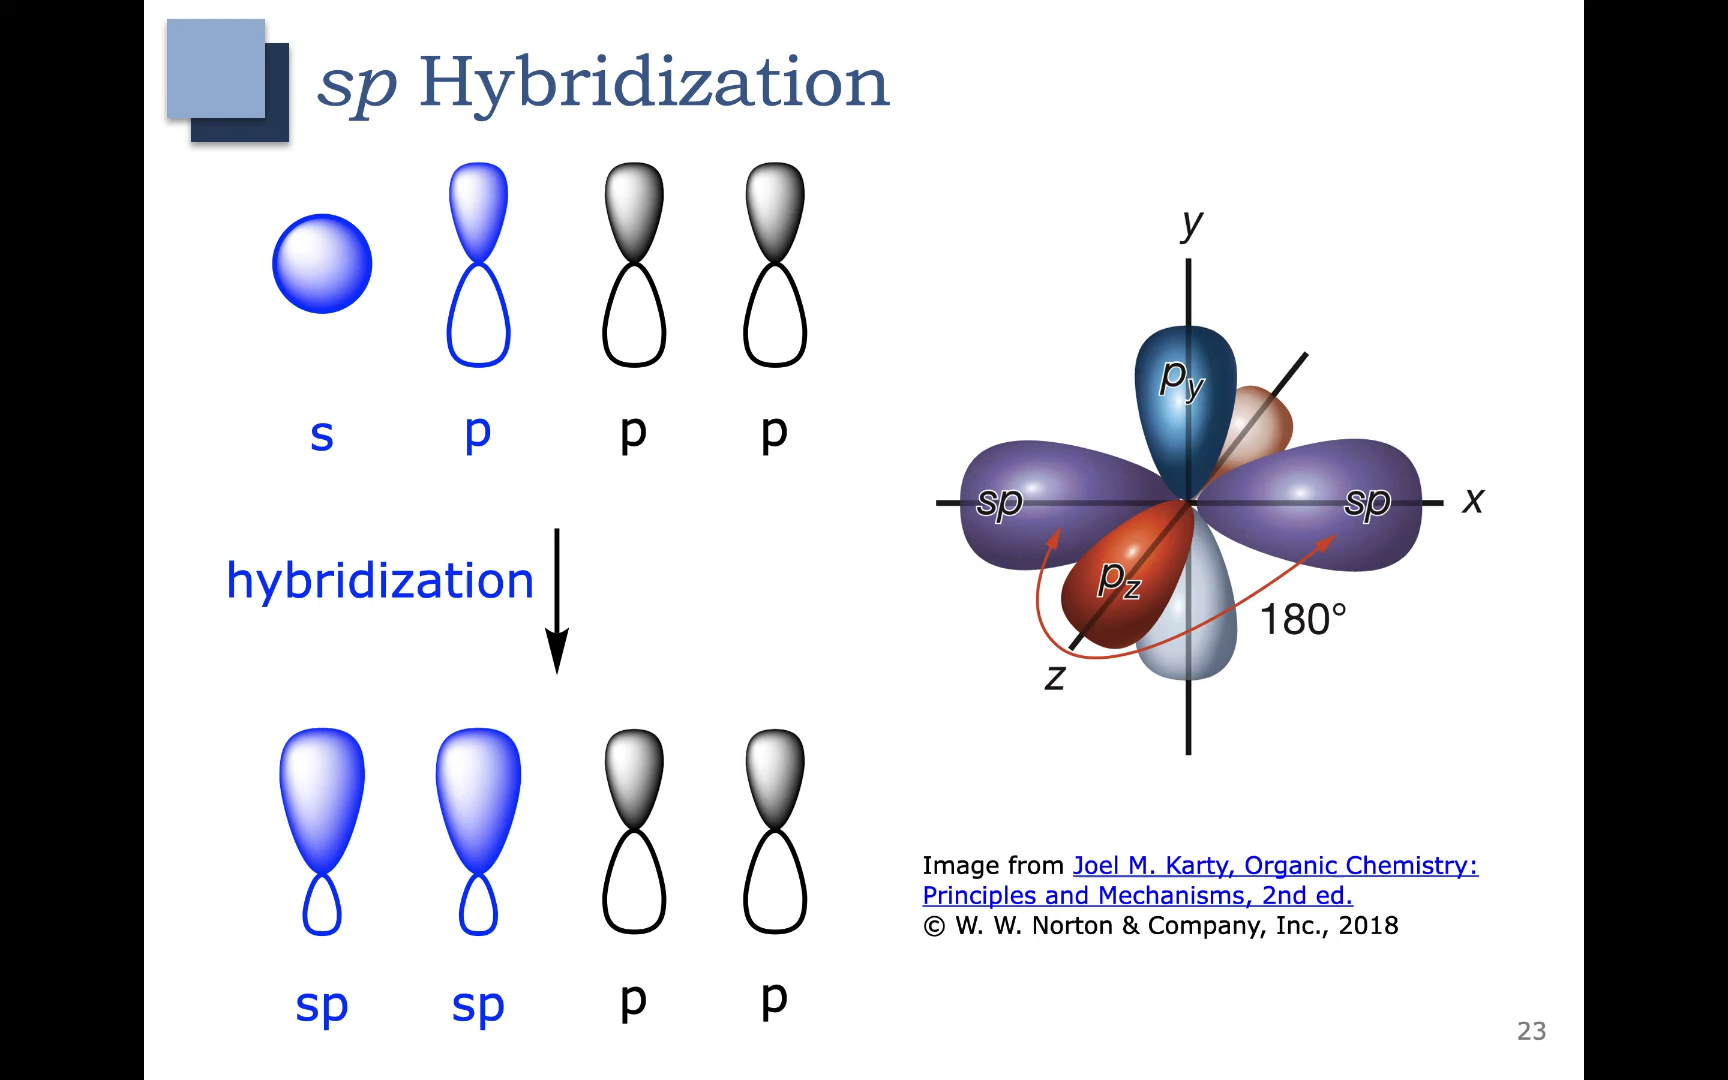 sp Hybridization
s p p p
hybridization
sp sp p p
y
py
sp sp x
pz
180°
z
Image from Joel M. Karty, Organic Chemistry:
Principles and Mechanisms, 2nd ed.
© W. W. Norton & Company, Inc., 2018
23